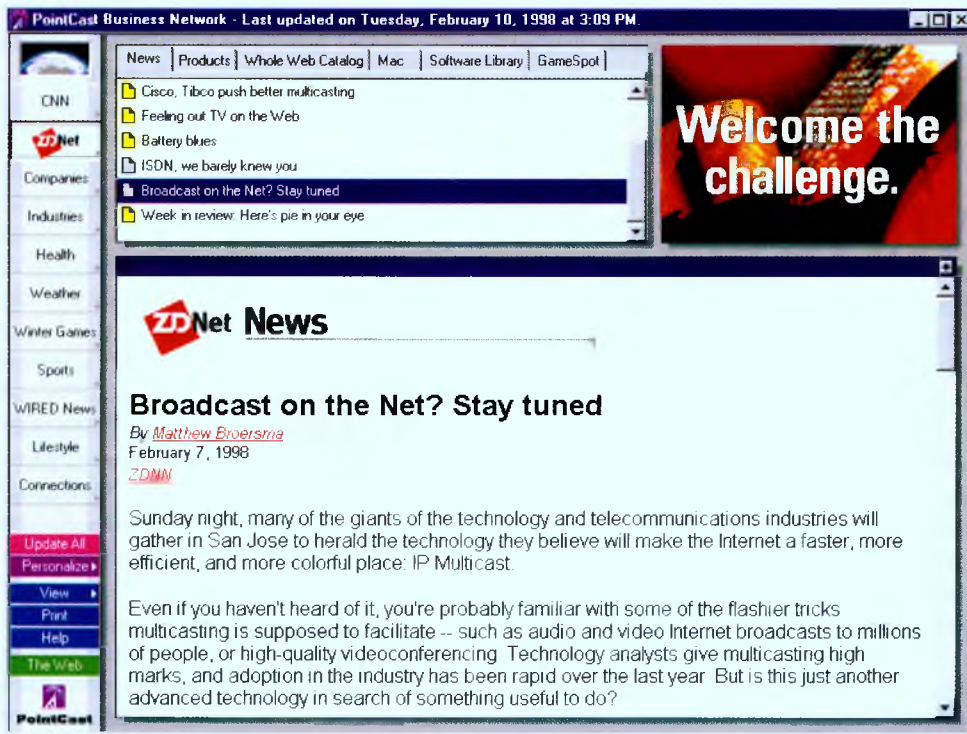 PointCast Business Network - Last updated on Tuesday, February 10, 1998 at 3:09 PM.
CNN
ZDNet
Companies
Industries
Health
Weather
Winter Games
Sports
WIRED News
Lifestyle
Connections
Update All
Personalize
View
Print
Help
The Web
PointCast
News Products Whole Web Catalog Mac Software Library GameSpot
Cisco, Tibco push better multicasting
Feeling out TV on the Web
Battery blues
ISDN, we barely knew you
Broadcast on the Net? Stay tuned
Week in review: Here's pie in your eye
Welcome the
challenge.
ZDNet News
Broadcast on the Net? Stay tuned
By Matthew Broersma
February 7, 1998
ZDNN
Sunday night, many of the giants of the technology and telecommunications industries will
gather in San Jose to herald the technology they believe will make the Internet a faster, more
efficient, and more colorful place: IP Multicast.
Even if you haven't heard of it, you're probably familiar with some of the flashier tricks
multicasting is supposed to facilitate -- such as audio and video Internet broadcasts to millions
of people, or high-quality videoconferencing. Technology analysts give multicasting high
marks, and adoption in the industry has been rapid over the last year. But is this just another
advanced technology in search of something useful to do?